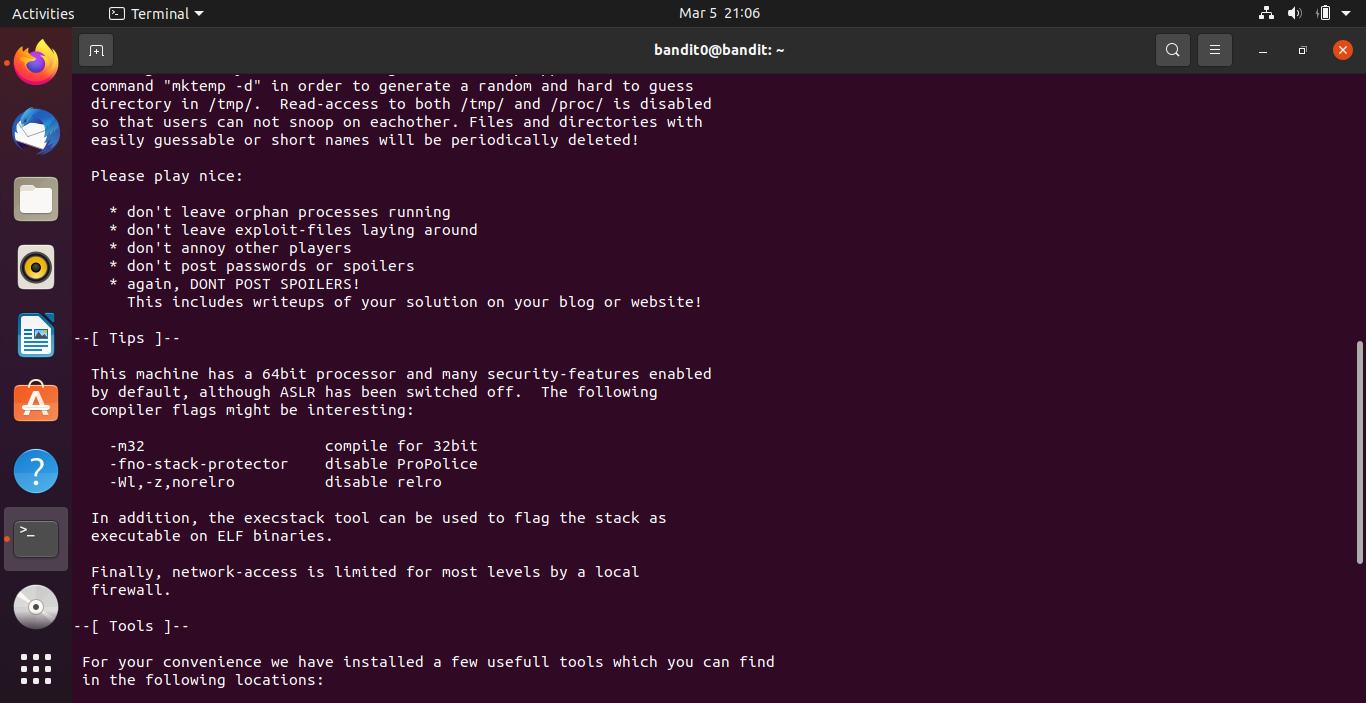 Activities
Terminal
Mar 5 21:06
bandit0@bandit: ~
command "mktemp -d" in order to generate a random and hard to guess
directory in /tmp/.  Read-access to both /tmp/ and /proc/ is disabled
so that users can not snoop on eachother. Files and directories with
easily guessable or short names will be periodically deleted!
Please play nice:
* don't leave orphan processes running
* don't leave exploit-files laying around
* don't annoy other players
* don't post passwords or spoilers
* again, DONT POST SPOILERS!
This includes writeups of your solution on your blog or website!
--[ Tips ]--
This machine has a 64bit processor and many security-features enabled
by default, although ASLR has been switched off.  The following
compiler flags might be interesting:
-m32                    compile for 32bit
-fno-stack-protector    disable ProPolice
-Wl,-z,norelro          disable relro
In addition, the execstack tool can be used to flag the stack as
executable on ELF binaries.
Finally, network-access is limited for most levels by a local
firewall.
--[ Tools ]--
For your convenience we have installed a few usefull tools which you can find
in the following locations: